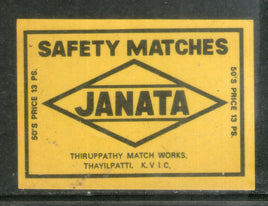 SAFETY MATCHES
50'S PRICE 13 PS.
JANATA
50'S PRICE 13 PS.
THIRUPPATHY MATCH WORKS,
THAYILPATTI. K.V.I.C,